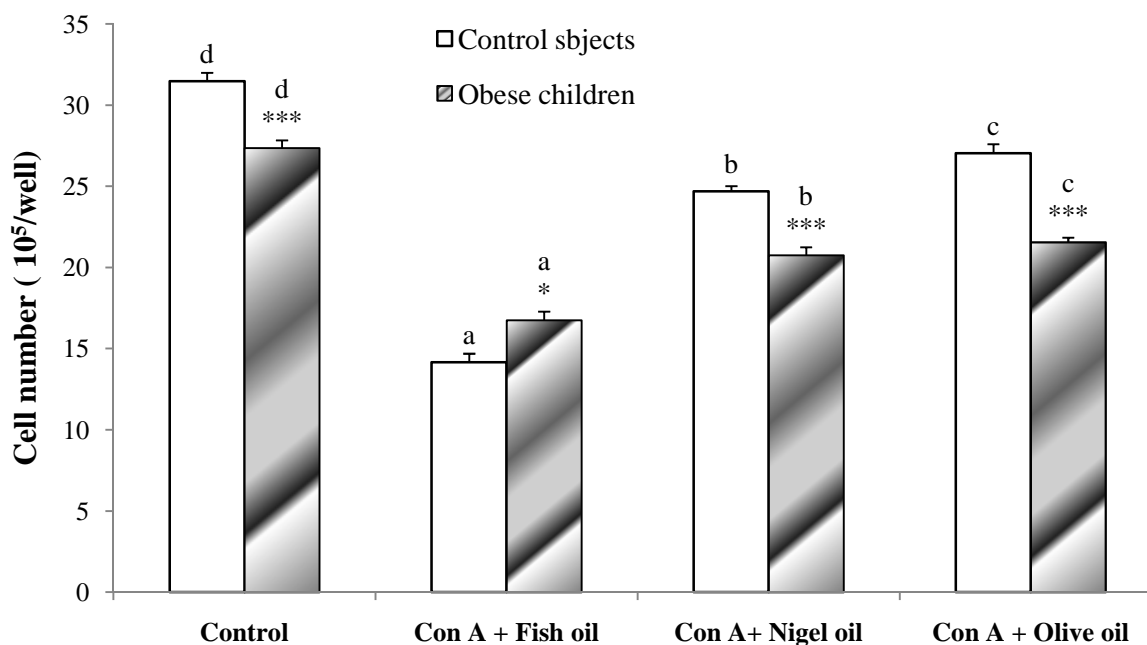 Cell number ( 10⁵/well)
35
30
25
20
15
10
5
0
Control sbjects
Obese children
d
d
***
a
a
*
b
b
***
c
c
***
Control
Con A + Fish oil
Con A+ Nigel oil
Con A + Olive oil